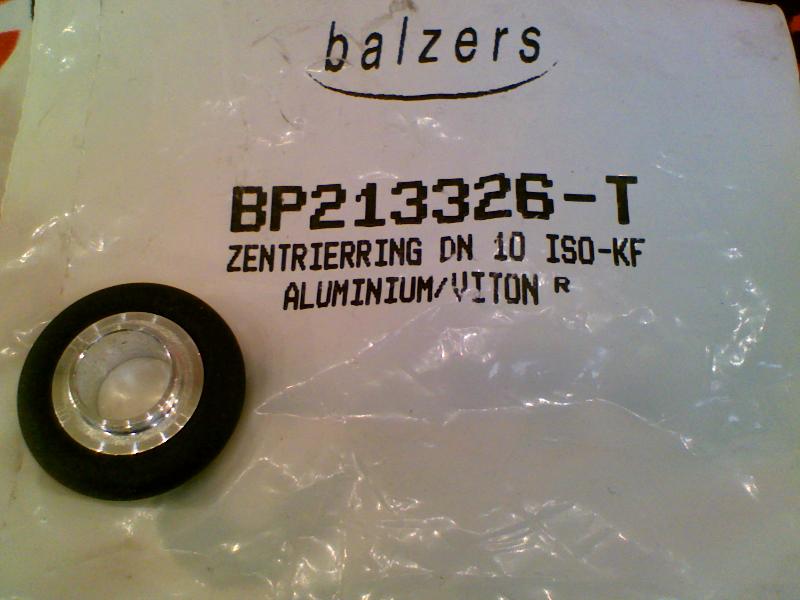 balzers
BP213326-T
ZENTRIERRING DN 10 ISO-KF
ALUMINIUM/VITON R